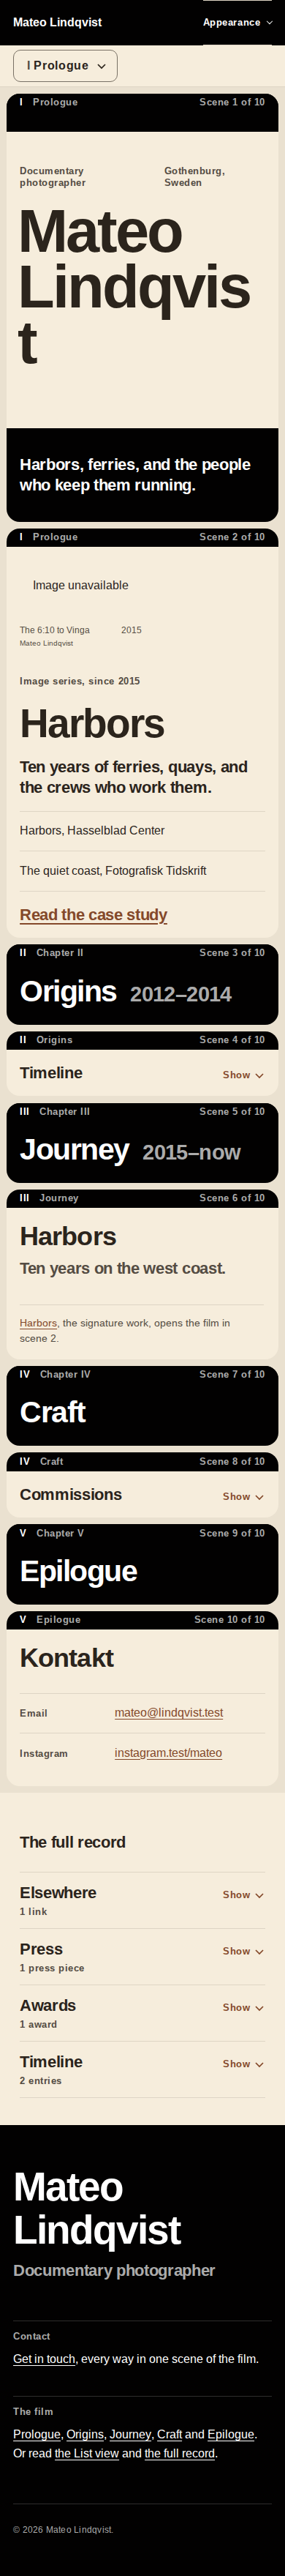 Mateo Lindqvist
Appearance
I Prologue
I Prologue Scene 1 of 10
Documentary photographer
Gothenburg, Sweden
Mateo
Lindqvis
t
Harbors, ferries, and the people
who keep them running.
I Prologue Scene 2 of 10
Image unavailable
The 6:10 to Vinga 2015
Mateo Lindqvist
Image series, since 2015
Harbors
Ten years of ferries, quays, and
the crews who work them.
Harbors, Hasselblad Center
The quiet coast, Fotografisk Tidskrift
Read the case study
II Chapter II Scene 3 of 10
Origins 2012–2014
II Origins Scene 4 of 10
Timeline Show
III Chapter III Scene 5 of 10
Journey 2015–now
III Journey Scene 6 of 10
Harbors
Ten years on the west coast.
Harbors, the signature work, opens the film in
scene 2.
IV Chapter IV Scene 7 of 10
Craft
IV Craft Scene 8 of 10
Commissions Show
V Chapter V Scene 9 of 10
Epilogue
V Epilogue Scene 10 of 10
Kontakt
Email mateo@lindqvist.test
Instagram instagram.test/mateo
The full record
Elsewhere Show
1 link
Press Show
1 press piece
Awards Show
1 award
Timeline Show
2 entries
Mateo
Lindqvist
Documentary photographer
Contact
Get in touch, every way in one scene of the film.
The film
Prologue, Origins, Journey, Craft and Epilogue.
Or read the List view and the full record.
© 2026 Mateo Lindqvist.